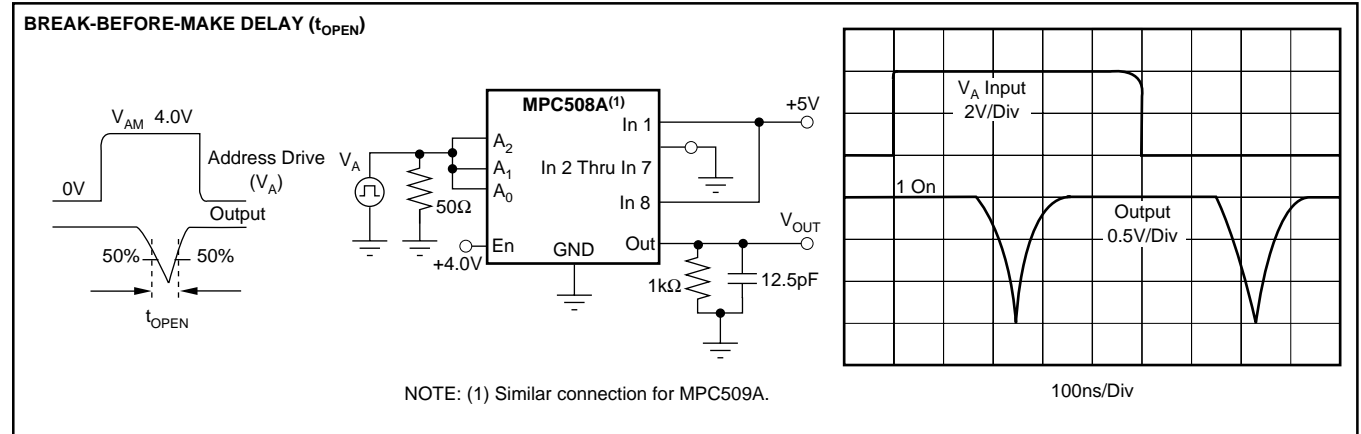 BREAK-BEFORE-MAKE DELAY (tOPEN)
VAM 4.0V
0V
Address Drive
(VA)
Output
50%
50%
tOPEN
VA
50Ω
+4.0V
MPC508A(1)
A2
A1
A0
En
In 1
In 2 Thru In 7
In 8
Out
GND
+5V
VOUT
1kΩ
12.5pF
NOTE: (1) Similar connection for MPC509A.
VA Input
2V/Div
1 On
Output
0.5V/Div
100ns/Div